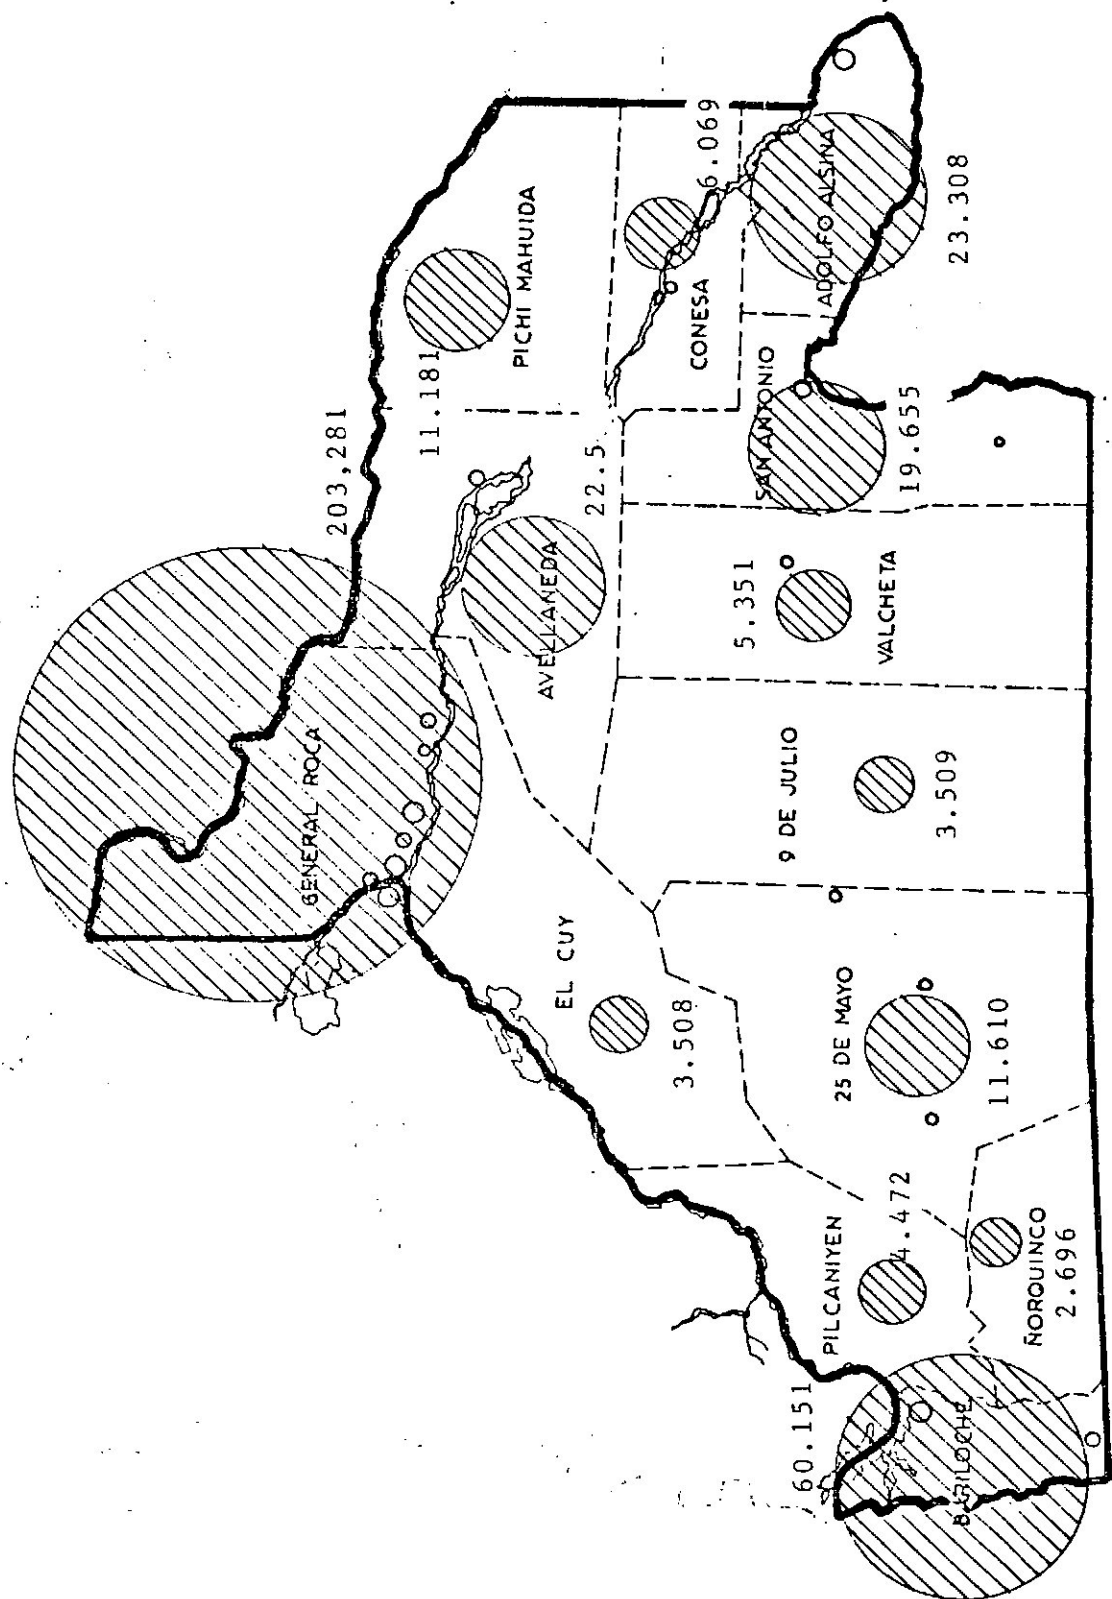 203,281
GENERAL ROCA
11.181
PICHI MAHUIDA
22.5
AVELLANEDA
6.069
CONESA
ADOLFO ALSINA
23.308
SAN ANTONIO
19.655
5.351
VALCHETA
9 DE JULIO
3.509
EL CUY
3.508
25 DE MAYO
11.610
PILCANIYEN
4.472
ÑORQUINCO
2.696
60.151
BARILOCHE